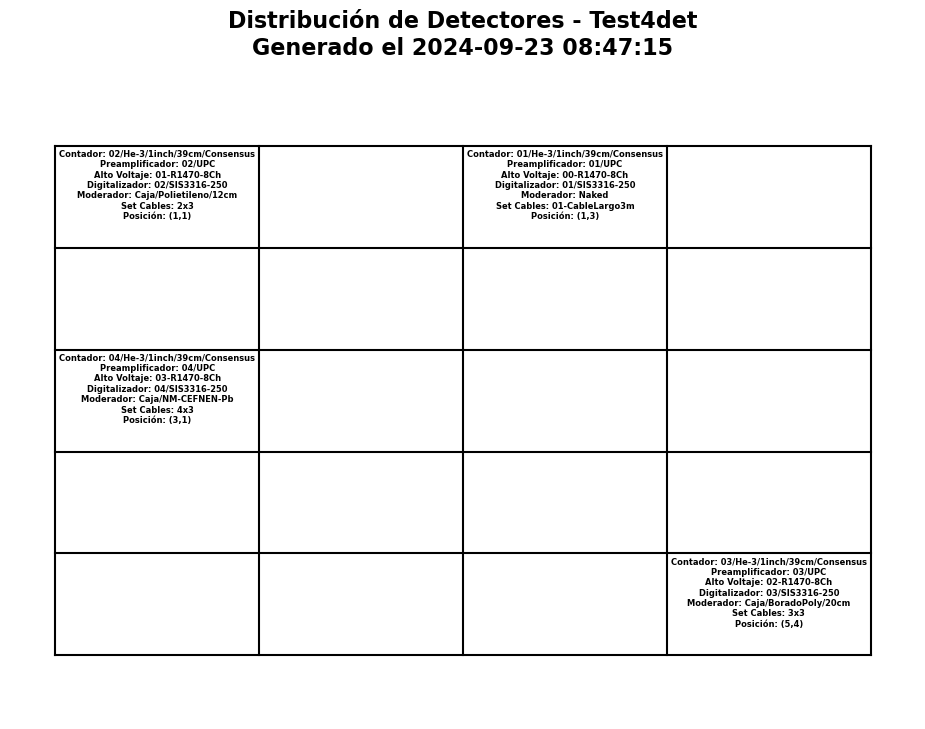 Distribución de Detectores - Test4det
Generado el 2024-09-23 08:47:15
Contador: 02/He-3/1inch/39cm/Consensus
Preamplificador: 02/UPC
Alto Voltaje: 01-R1470-8Ch
Digitalizador: 02/SIS3316-250
Moderador: Caja/Polietileno/12cm
Set Cables: 2x3
Posición: (1,1)
Contador: 01/He-3/1inch/39cm/Consensus
Preamplificador: 01/UPC
Alto Voltaje: 00-R1470-8Ch
Digitalizador: 01/SIS3316-250
Moderador: Naked
Set Cables: 01-CableLargo3m
Posición: (1,3)
Contador: 04/He-3/1inch/39cm/Consensus
Preamplificador: 04/UPC
Alto Voltaje: 03-R1470-8Ch
Digitalizador: 04/SIS3316-250
Moderador: Caja/NM-CEFNEN-Pb
Set Cables: 4x3
Posición: (3,1)
Contador: 03/He-3/1inch/39cm/Consensus
Preamplificador: 03/UPC
Alto Voltaje: 02-R1470-8Ch
Digitalizador: 03/SIS3316-250
Moderador: Caja/BoradoPoly/20cm
Set Cables: 3x3
Posición: (5,4)